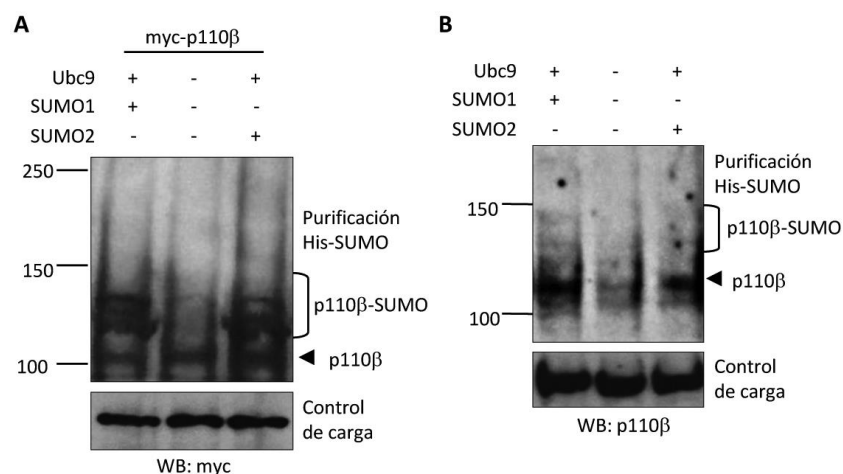 A
myc-p110β
Ubc9 + - +
SUMO1 + - -
SUMO2 - - +
250
150
100
Purificación
His-SUMO
p110β-SUMO
p110β
Control
de carga
WB: myc
B
Ubc9 + - +
SUMO1 + - -
SUMO2 - - +
150
100
Purificación
His-SUMO
p110β-SUMO
p110β
Control
de carga
WB: p110β